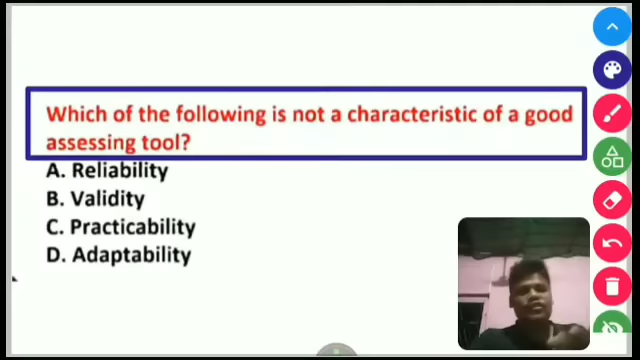 Which of the following is not a characteristic of a good
assessing tool?
A. Reliability
B. Validity
C. Practicability
D. Adaptability